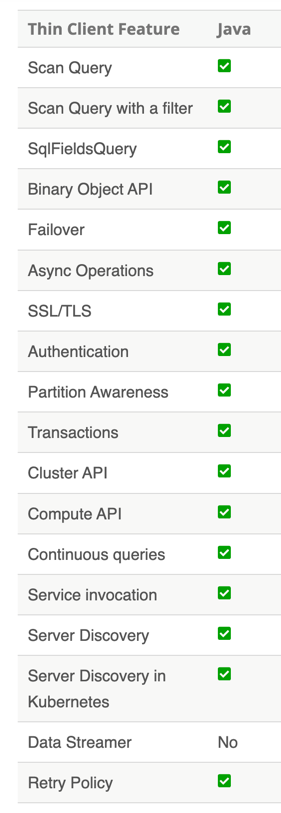 Thin Client Feature Java
Scan Query ✅
Scan Query with a filter ✅
SqlFieldsQuery ✅
Binary Object API ✅
Failover ✅
Async Operations ✅
SSL/TLS ✅
Authentication ✅
Partition Awareness ✅
Transactions ✅
Cluster API ✅
Compute API ✅
Continuous queries ✅
Service invocation ✅
Server Discovery ✅
Server Discovery in ✅
Kubernetes
Data Streamer No
Retry Policy ✅